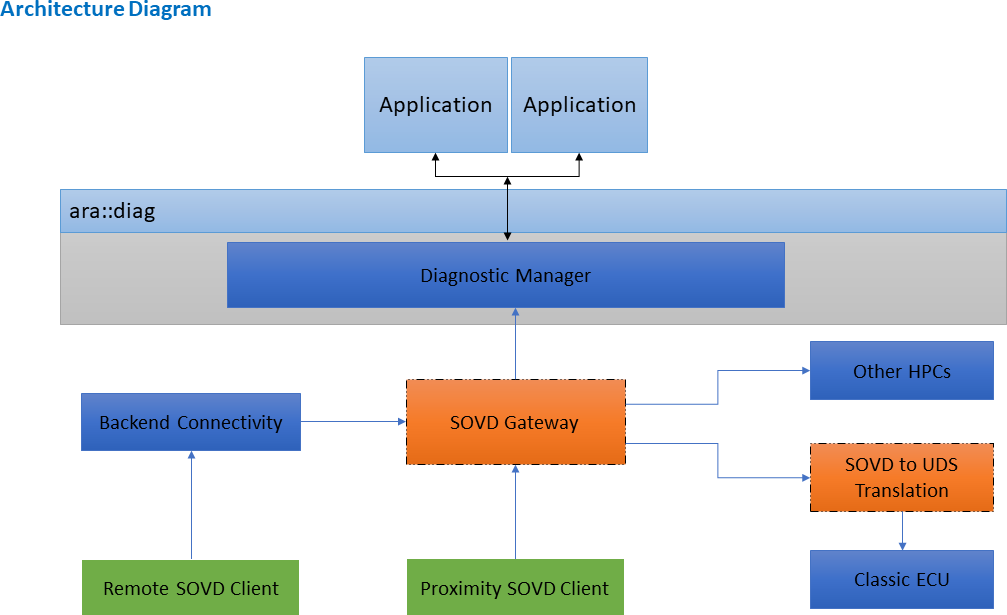 Architecture Diagram
Application
Application
ara::diag
Diagnostic Manager
Other HPCs
Backend Connectivity
SOVD Gateway
SOVD to UDS
Translation
Remote SOVD Client
Proximity SOVD Client
Classic ECU